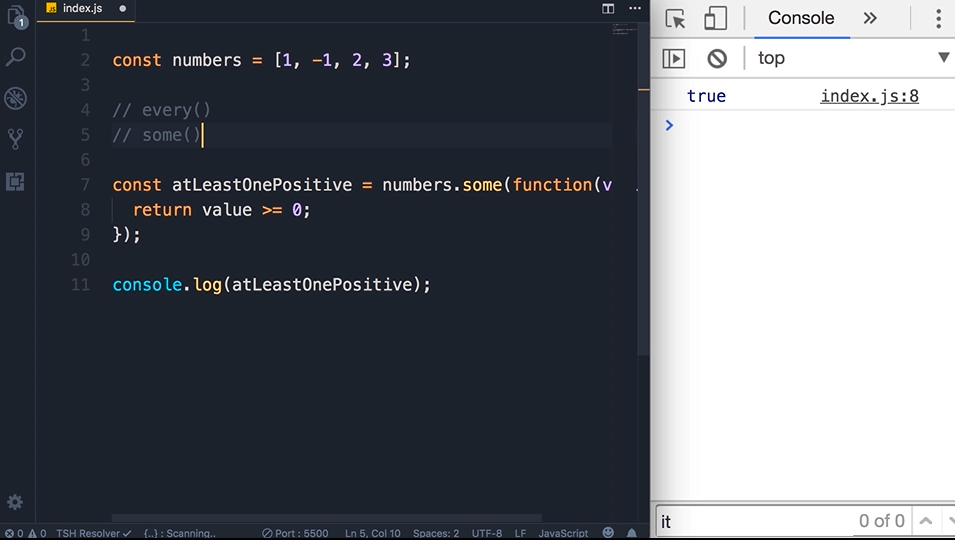 index.js
1
1
2 const numbers = [1, -1, 2, 3];
3
4 // every()
5 // some()
6
7 const atLeastOnePositive = numbers.some(function(v
8 return value >= 0;
9 });
10
11 console.log(atLeastOnePositive);
Console
top
true index.js:8
it 0 of 0
0 0 TSH Resolver {..} : Scanning.. Port : 5500 Ln 5, Col 10 Spaces: 2 UTF-8 LF JavaScript